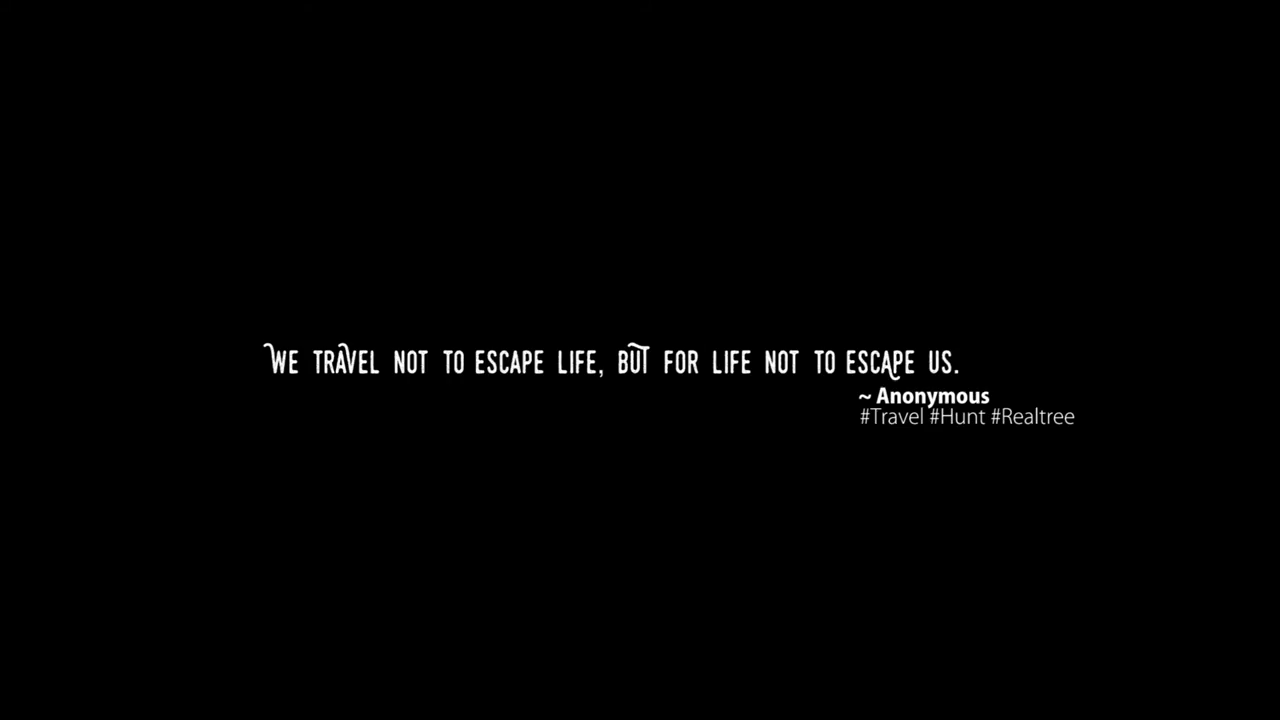 WE TRAVEL NOT TO ESCAPE LIFE, BUT FOR LIFE NOT TO ESCAPE US.
~ Anonymous
#Travel #Hunt #Realtree